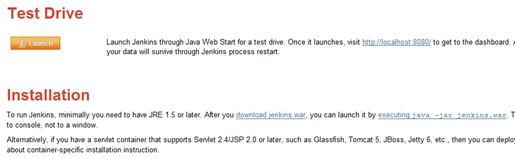 Test Drive
Launch
Launch Jenkins through Java Web Start for a test drive. Once it launches, visit http://localhost:8080/ to get to the dashboard. A
your data will survive through Jenkins process restart.
Installation
To run Jenkins, minimally you need to have JRE 1.5 or later. After you download jenkins.war, you can launch it by executing java -jar jenkins.war. T
to console, not to a window.
Alternatively, if you have a servlet container that supports Servlet 2.4/JSP 2.0 or later, such as Glassfish, Tomcat 5, JBoss, Jetty 6, etc., then you can deploy
about container-specific installation instruction.